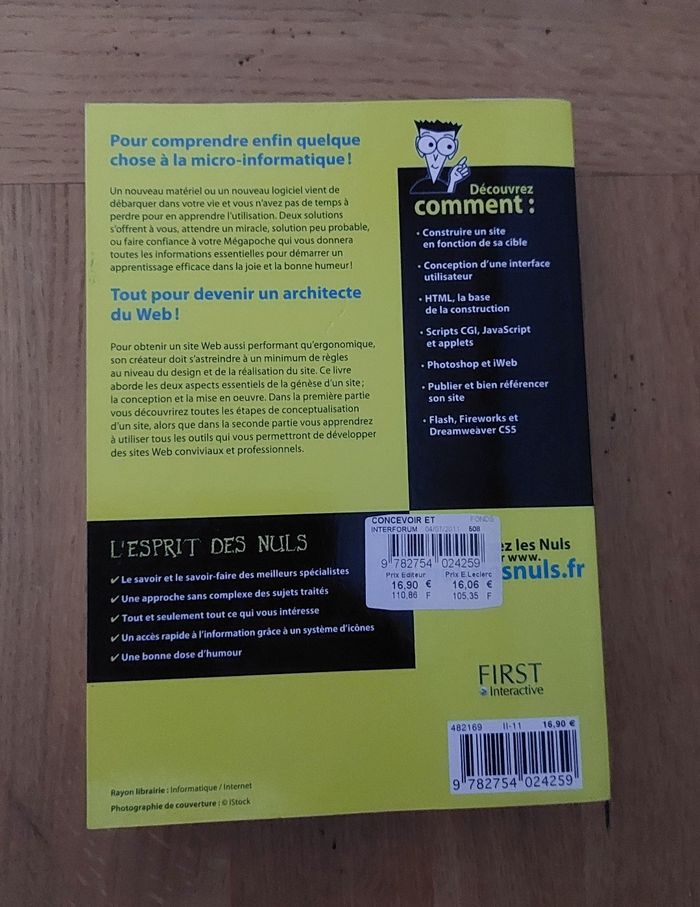 Pour comprendre enfin quelque
chose à la micro-informatique !
Un nouveau matériel ou un nouveau logiciel vient de
débarquer dans votre vie et vous n'avez pas de temps à
perdre pour en apprendre l'utilisation. Deux solutions
s'offrent à vous, attendre un miracle, solution peu probable,
ou faire confiance à votre Mégapoche qui vous donnera
toutes les informations essentielles pour démarrer un
apprentissage efficace dans la joie et la bonne humeur !
Tout pour devenir un architecte
du Web !
Pour obtenir un site Web aussi performant qu'ergonomique,
son créateur doit s'astreindre à un minimum de règles
au niveau du design et de la réalisation du site. Ce livre
aborde les deux aspects essentiels de la génèse d'un site ;
la conception et la mise en oeuvre. Dans la première partie
vous découvrirez toutes les étapes de conceptualisation
d'un site, alors que dans la seconde partie vous apprendrez
à utiliser tous les outils qui vous permettront de développer
des sites Web conviviaux et professionnels.
Découvrez
comment :
• Construire un site
en fonction de sa cible
• Conception d'une interface
utilisateur
• HTML, la base
de la construction
• Scripts CGI, JavaScript
et applets
• Photoshop et iWeb
• Publier et bien référencer
son site
• Flash, Fireworks et
Dreamweaver CS5
L'ESPRIT DES NULS
✓ Le savoir et le savoir-faire des meilleurs spécialistes
✓ Une approche sans complexe des sujets traités
✓ Tout et seulement tout ce qui vous intéresse
✓ Un accès rapide à l'information grâce à un système d'icônes
✓ Une bonne dose d'humour
CONCEVOIR ET FONDS
INTERFORUM 04/07/2011 508
9 782754 024259
Prix Editeur Prix E.Leclerc
16,90 € 16,06 €
110,86 F 105,35 F
ez les Nuls
r www.
snuls.fr
FIRST
Interactive
482169 II-11 16,90 €
9 782754 024259
Rayon librairie : Informatique / Internet
Photographie de couverture : © iStock